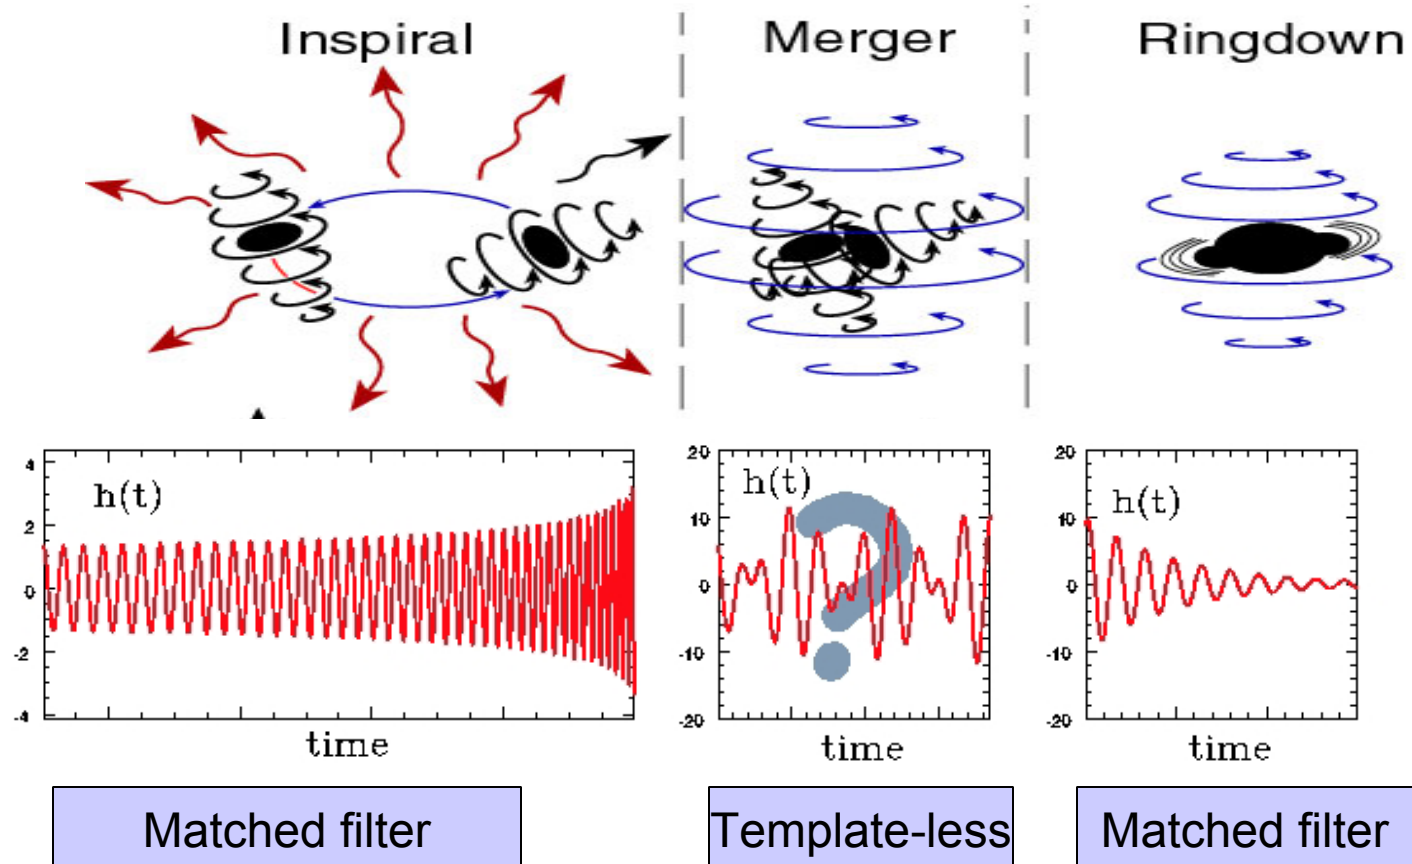 Inspiral
Merger
Ringdown
4
2
0
-2
-4
h(t)
time
20
10
0
-10
-20
h(t)
time
20
10
0
-10
-20
h(t)
time
Matched filter
Template-less
Matched filter